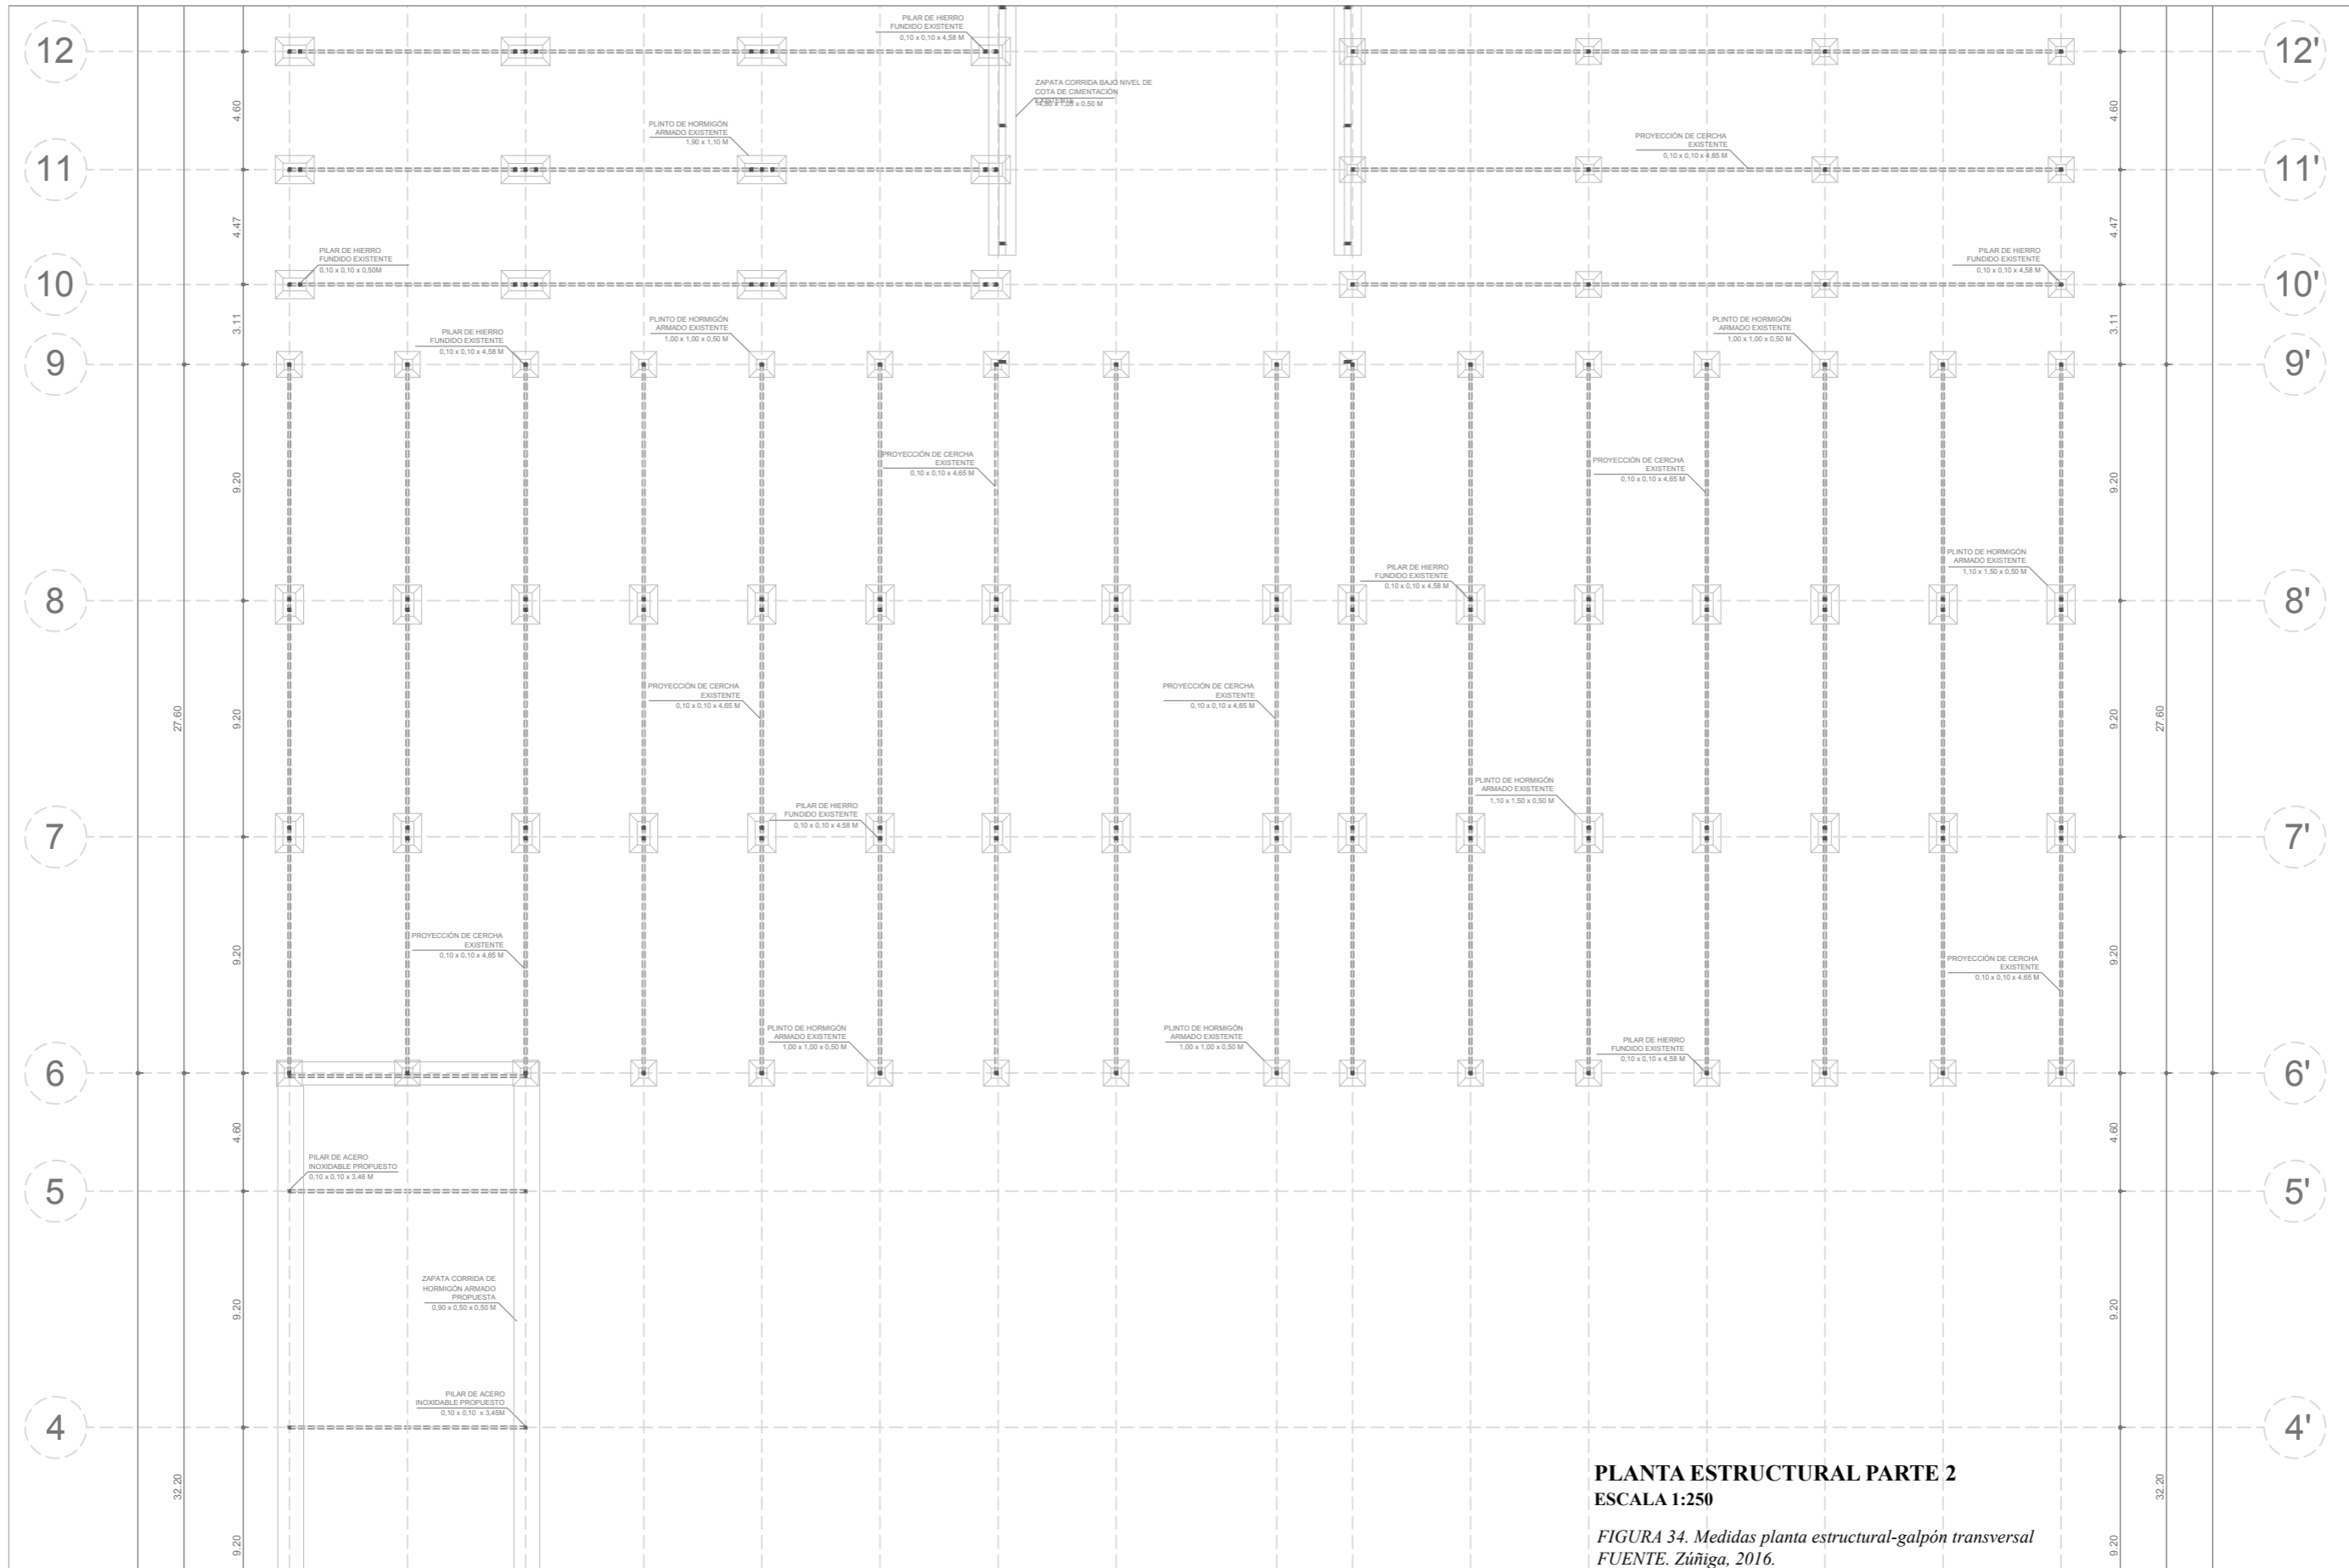 12
PILAR DE HIERRO
FUNDIDO EXISTENTE
0,10 x 0,10 x 4,58 M
12'
4.60
ZAPATA CORRIDA BAJO NIVEL DE
COTA DE CIMENTACIÓN
x 0,50 M
4.60
PLINTO DE HORMIGÓN
ARMADO EXISTENTE
1,90 x 1,10 M
PROYECCIÓN DE CERCHA
EXISTENTE
0,10 x 0,10 x 4,65 M
11
11'
4.47
4.47
PILAR DE HIERRO
FUNDIDO EXISTENTE
0,10 x 0,10 x 0,50M
PILAR DE HIERRO
FUNDIDO EXISTENTE
0,10 x 0,10 x 4,58 M
10
10'
3.11
3.11
PILAR DE HIERRO
FUNDIDO EXISTENTE
0,10 x 0,10 x 4,58 M
PLINTO DE HORMIGÓN
ARMADO EXISTENTE
1,00 x 1,00 x 0,50 M
PLINTO DE HORMIGÓN
ARMADO EXISTENTE
1,00 x 1,00 x 0,50 M
9
9'
9.20
PROYECCIÓN DE CERCHA
EXISTENTE
0,10 x 0,10 x 4,65 M
PROYECCIÓN DE CERCHA
EXISTENTE
0,10 x 0,10 x 4,65 M
9.20
PILAR DE HIERRO
FUNDIDO EXISTENTE
0,10 x 0,10 x 4,58 M
PLINTO DE HORMIGÓN
ARMADO EXISTENTE
1,10 x 1,50 x 0,50 M
8
8'
27.60
9.20
PROYECCIÓN DE CERCHA
EXISTENTE
0,10 x 0,10 x 4,65 M
PROYECCIÓN DE CERCHA
EXISTENTE
0,10 x 0,10 x 4,65 M
9.20
27.60
PILAR DE HIERRO
FUNDIDO EXISTENTE
0,10 x 0,10 x 4,58 M
PLINTO DE HORMIGÓN
ARMADO EXISTENTE
1,10 x 1,50 x 0,50 M
7
7'
9.20
PROYECCIÓN DE CERCHA
EXISTENTE
0,10 x 0,10 x 4,65 M
PROYECCIÓN DE CERCHA
EXISTENTE
0,10 x 0,10 x 4,65 M
9.20
PLINTO DE HORMIGÓN
ARMADO EXISTENTE
1,00 x 1,00 x 0,50 M
PLINTO DE HORMIGÓN
ARMADO EXISTENTE
1,00 x 1,00 x 0,50 M
PILAR DE HIERRO
FUNDIDO EXISTENTE
0,10 x 0,10 x 4,58 M
6
6'
4.60
4.60
PILAR DE ACERO
INOXIDABLE PROPUESTO
0,10 x 0,10 x 3,46 M
5
5'
9.20
ZAPATA CORRIDA DE
HORMIGÓN ARMADO
PROPUESTA
0,90 x 0,50 x 0,50 M
9.20
PILAR DE ACERO
INOXIDABLE PROPUESTO
0,10 x 0,10 x 3,45M
4
4'
32.20
9.20
32.20
9.20
PLANTA ESTRUCTURAL PARTE 2
ESCALA 1:250
FIGURA 34. Medidas planta estructural-galpón transversal
FUENTE. Zúñiga, 2016.